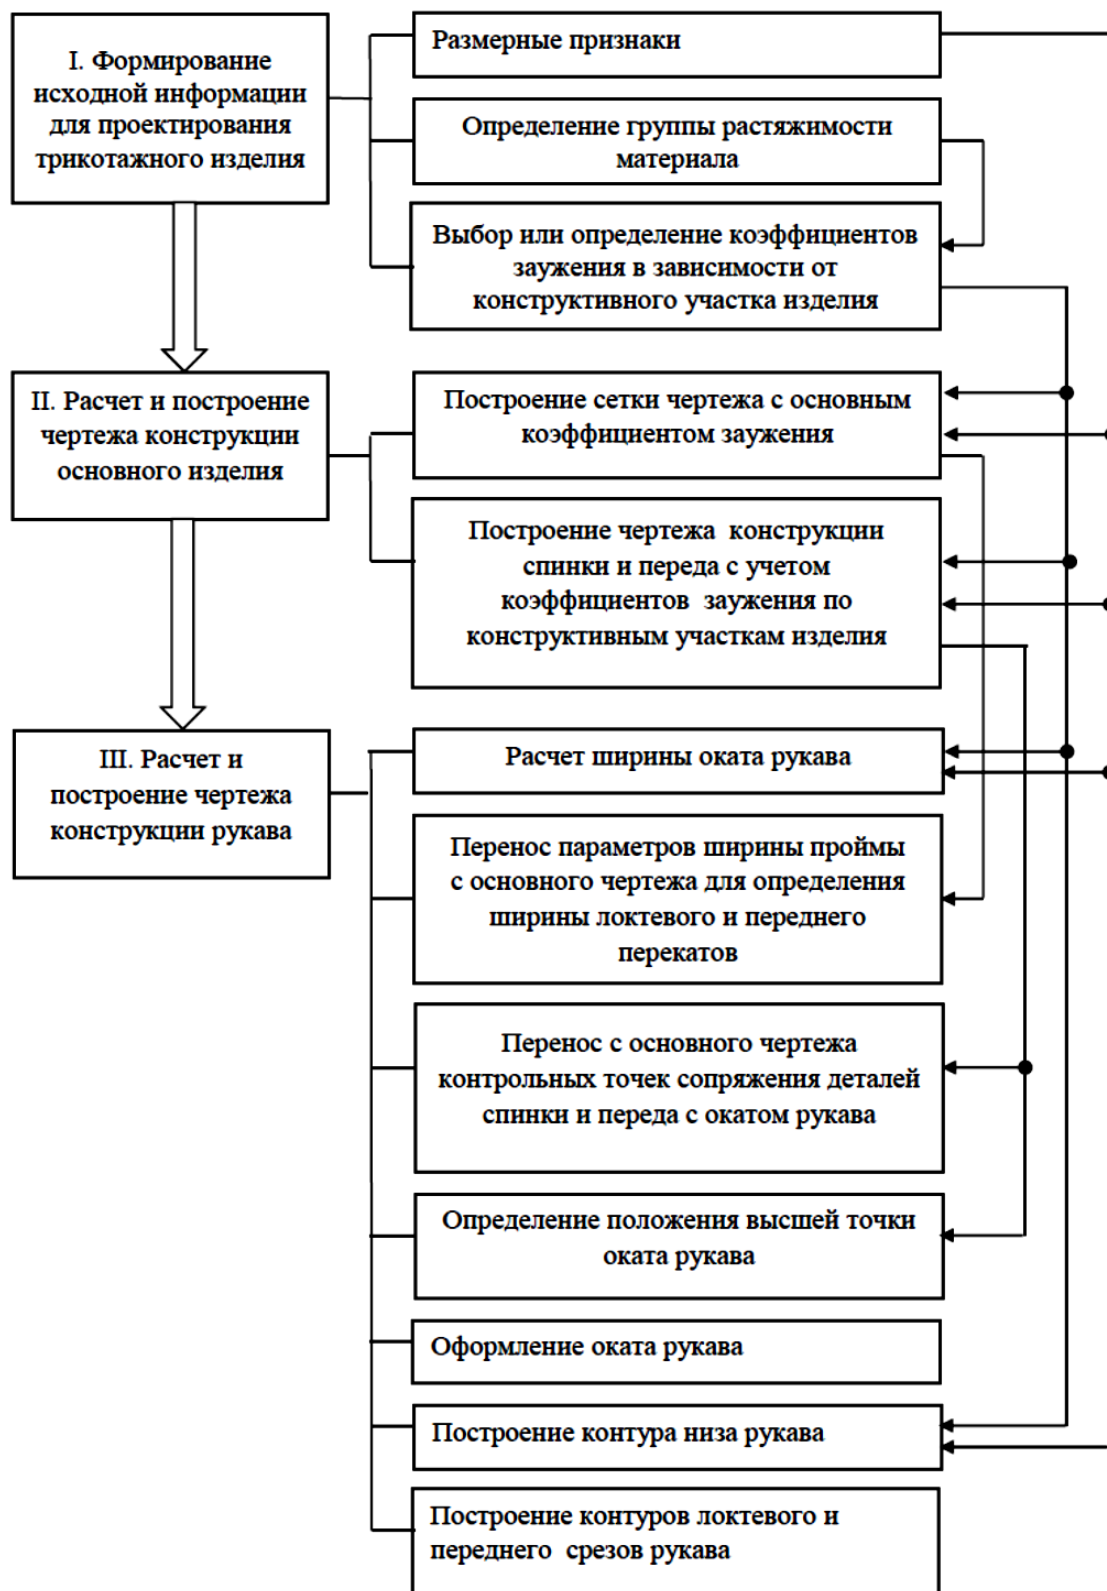 I. Формирование
исходной информации
для проектирования
трикотажного изделия
Размерные признаки
Определение группы растяжимости
материала
Выбор или определение коэффициентов
заужения в зависимости от
конструктивного участка изделия
II. Расчет и построение
чертежа конструкции
основного изделия
Построение сетки чертежа с основным
коэффициентом заужения
Построение чертежа конструкции
спинки и переда с учетом
коэффициентов заужения по
конструктивным участкам изделия
III. Расчет и
построение чертежа
конструкции рукава
Расчет ширины оката рукава
Перенос параметров ширины проймы
с основного чертежа для определения
ширины локтевого и переднего
перекатов
Перенос с основного чертежа
контрольных точек сопряжения деталей
спинки и переда с окатом рукава
Определение положения высшей точки
оката рукава
Оформление оката рукава
Построение контура низа рукава
Построение контуров локтевого и
переднего срезов рукава